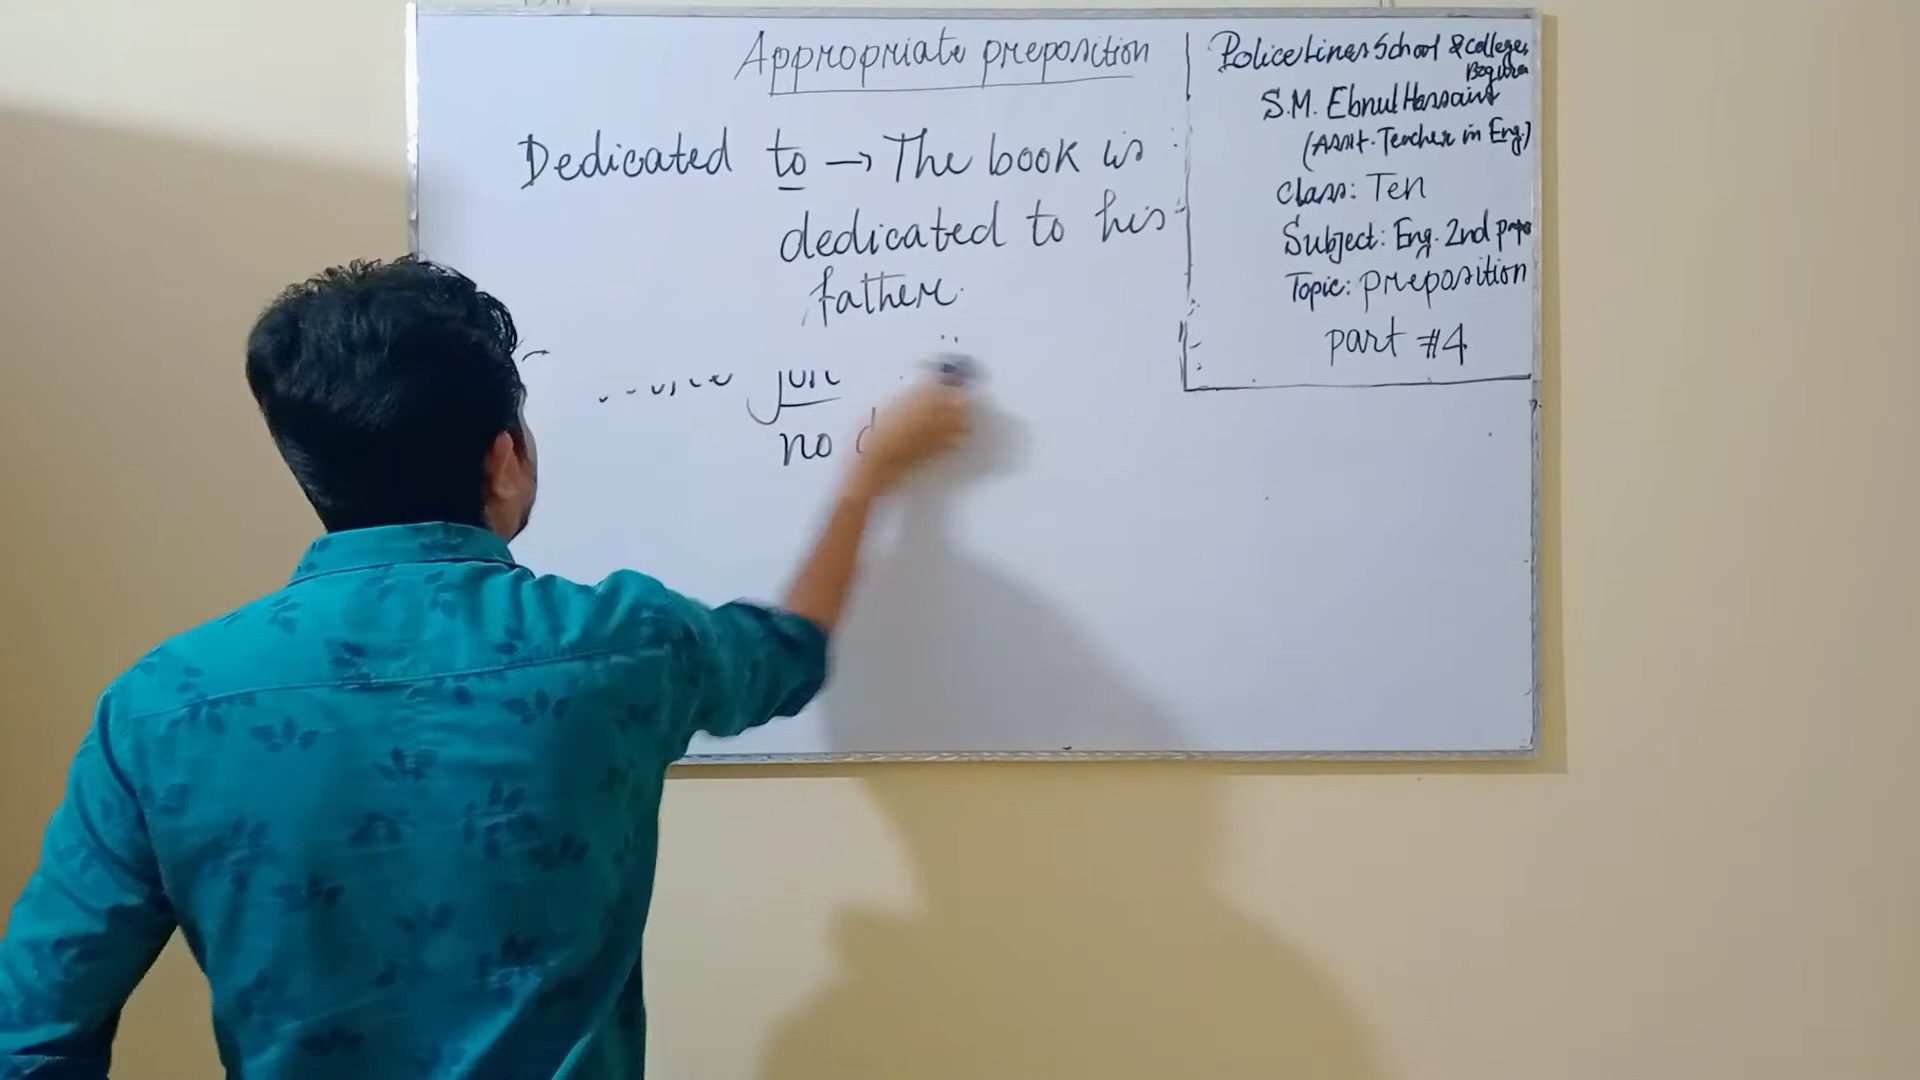 Appropriate preposition
Dedicated to → The book is
dedicated to his
father.
no
Police Lines School & Colleges,
Bogura
S.M. Ebnul Hossain
(Asst. Teacher in Eng.)
Class: Ten
Subject: Eng. 2nd paper
Topic: preposition
part #4